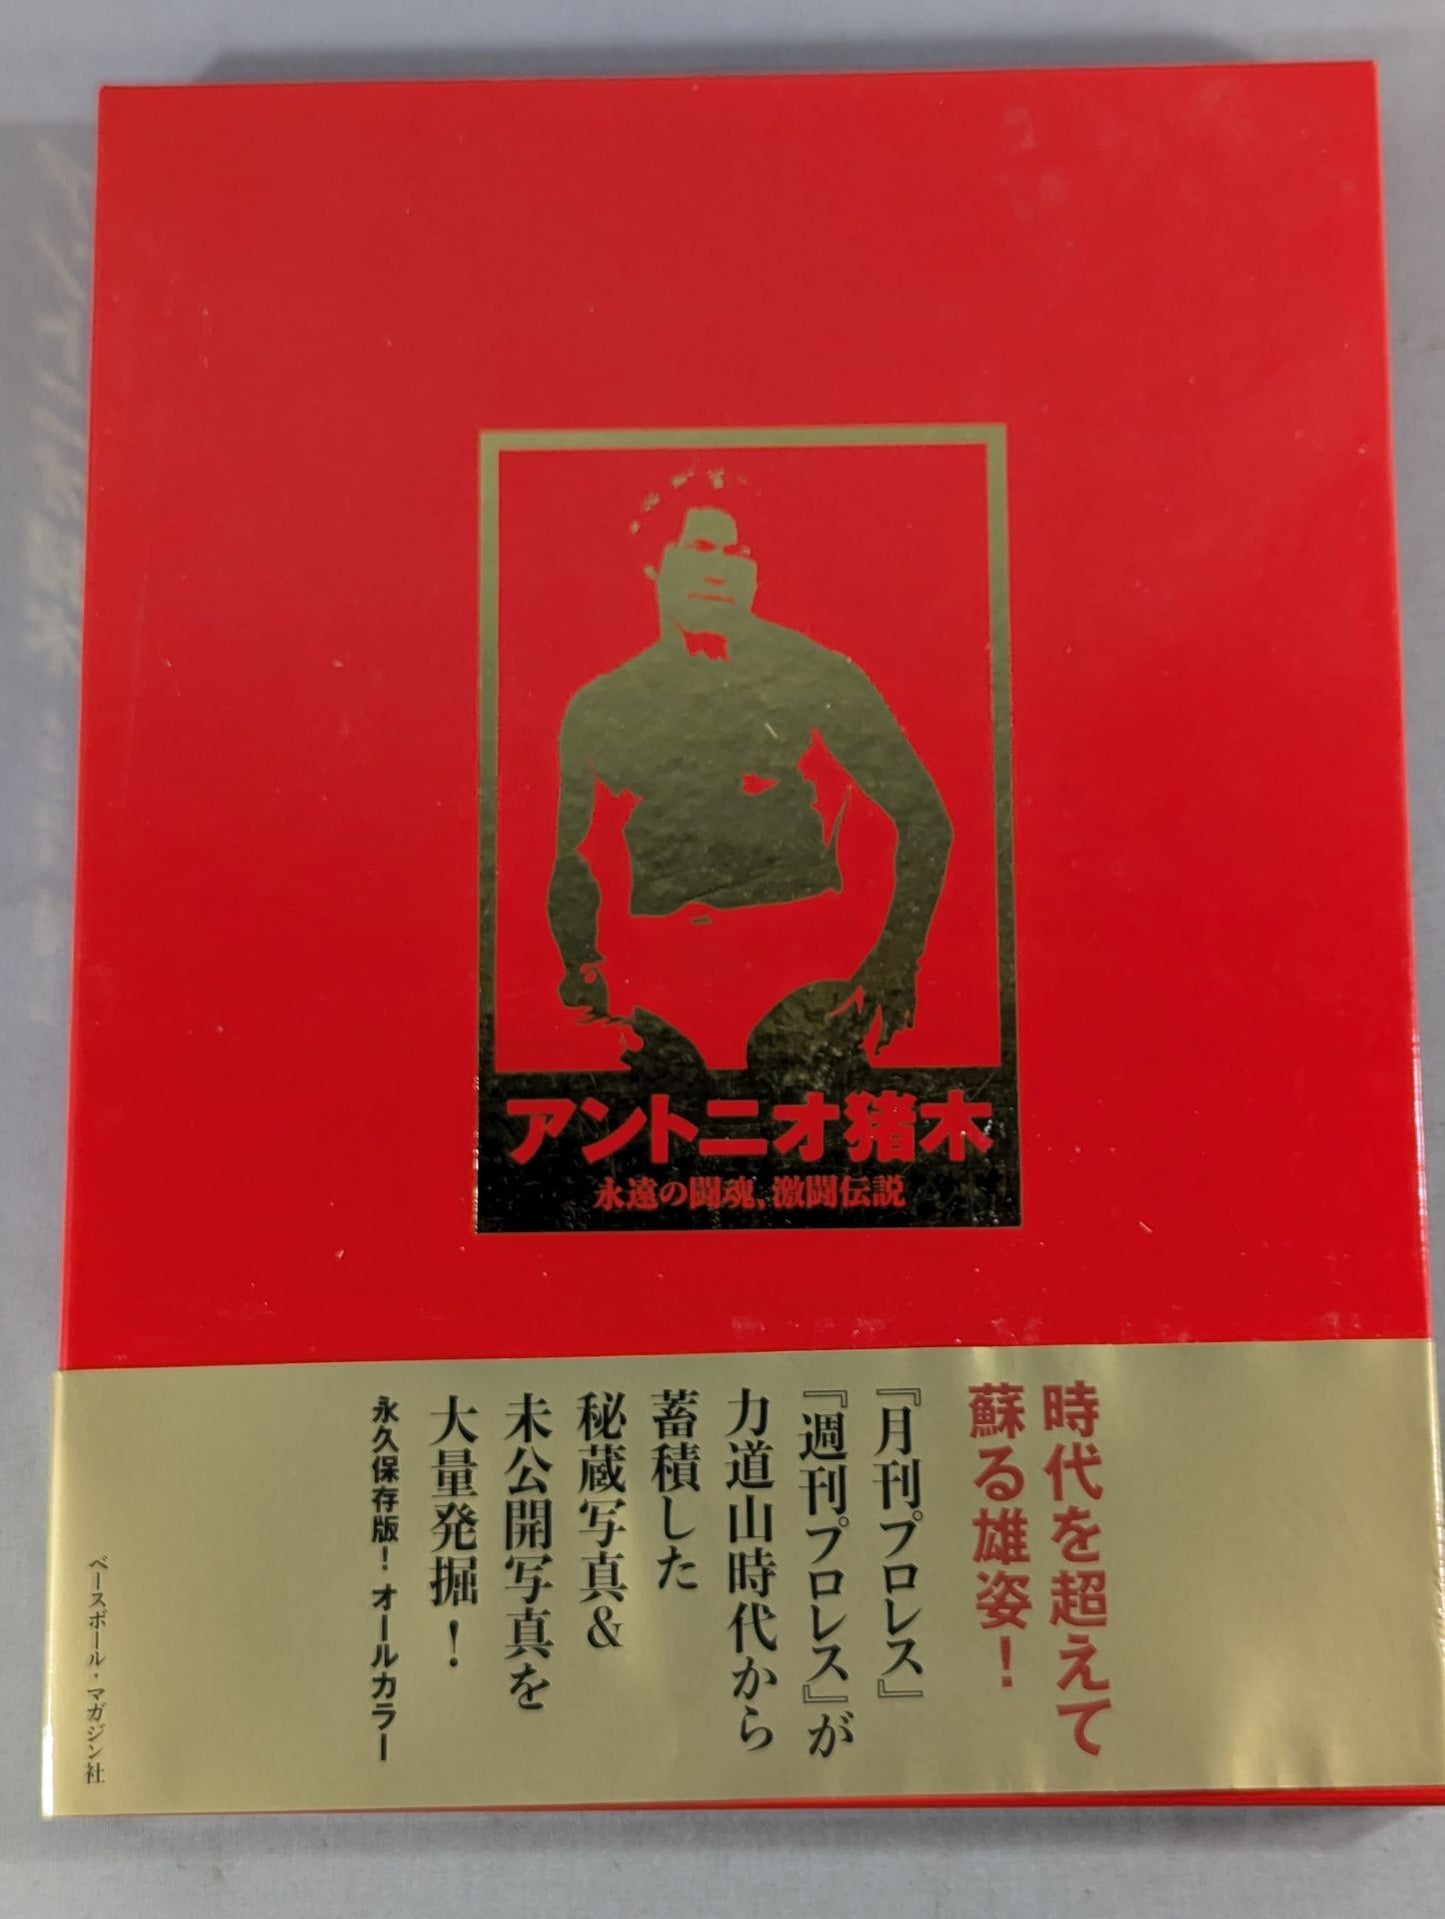 アントニオ猪木
永遠の闘魂、激闘伝説
時代を超えて
蘇る雄姿！
『月刊プロレス』
『週刊プロレス』が
力道山時代から
蓄積した
秘蔵写真&
未公開写真を
大量発掘！
永久保存版！ オールカラー
ベースボール・マガジン社